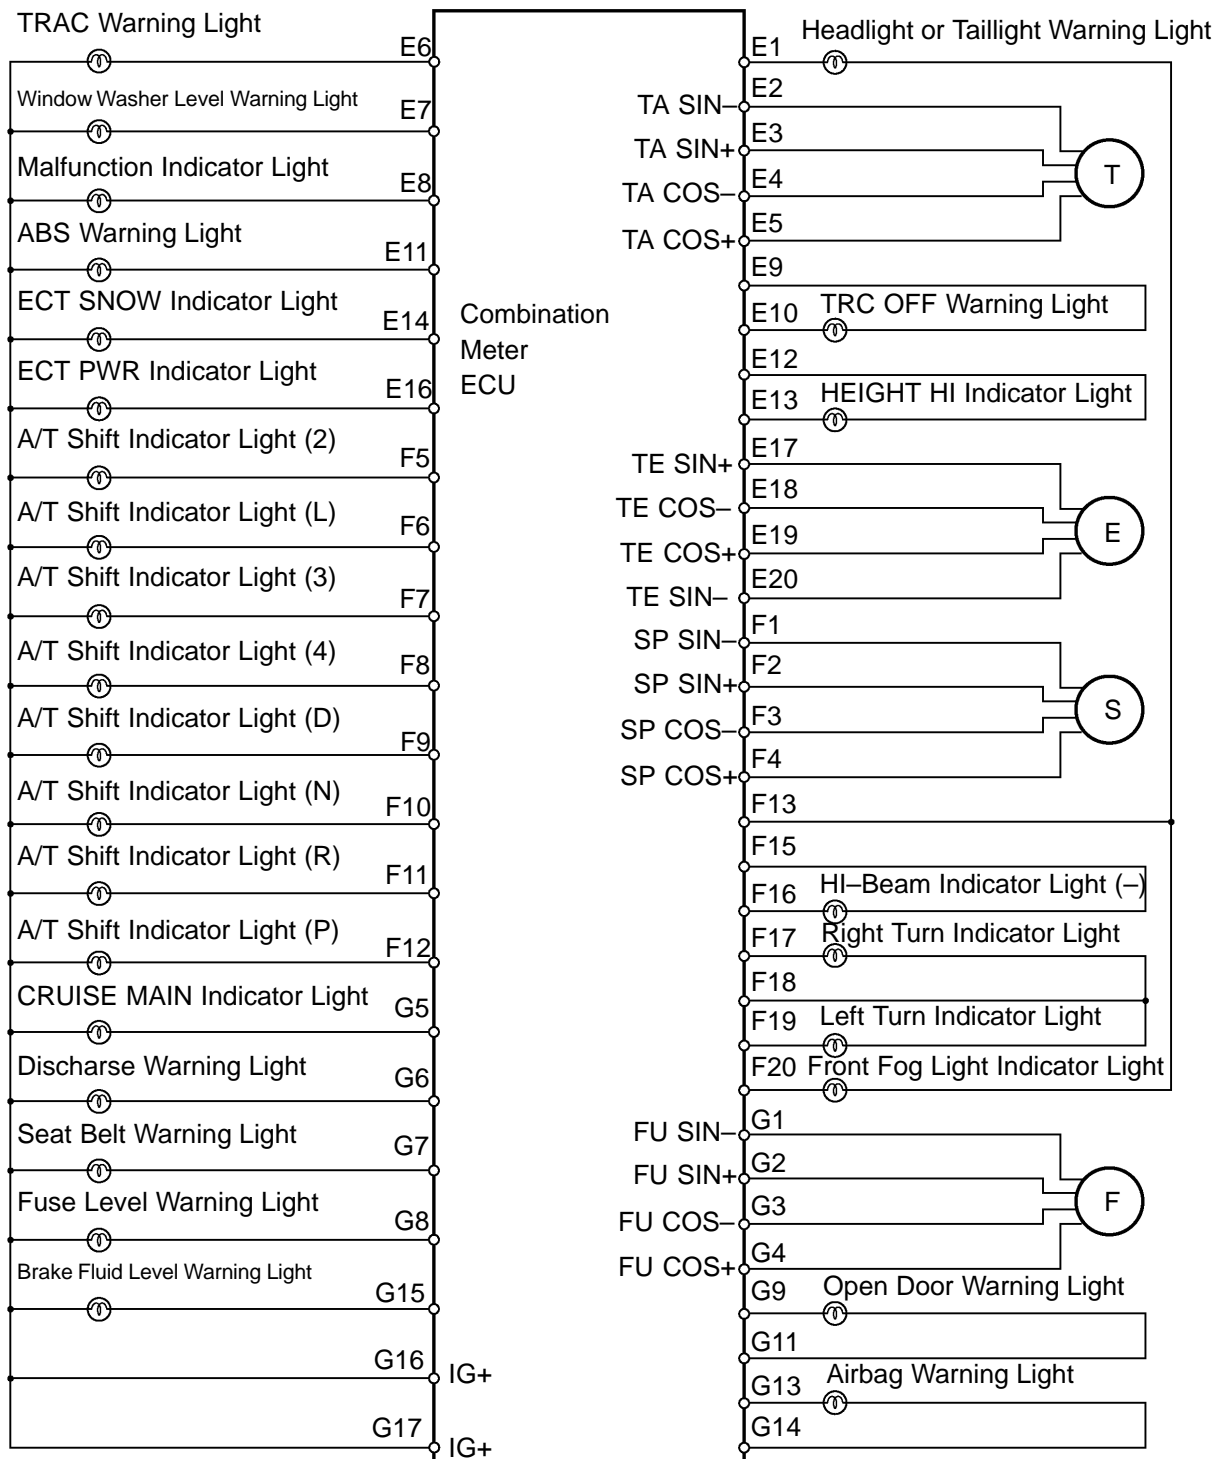 TRAC Warning Light
E6
Window Washer Level Warning Light
E7
Malfunction Indicator Light
E8
ABS Warning Light
E11
ECT SNOW Indicator Light
E14
ECT PWR Indicator Light
E16
A/T Shift Indicator Light (2)
F5
A/T Shift Indicator Light (L)
F6
A/T Shift Indicator Light (3)
F7
A/T Shift Indicator Light (4)
F8
A/T Shift Indicator Light (D)
F9
A/T Shift Indicator Light (N)
F10
A/T Shift Indicator Light (R)
F11
A/T Shift Indicator Light (P)
F12
CRUISE MAIN Indicator Light
G5
Discharse Warning Light
G6
Seat Belt Warning Light
G7
Fuse Level Warning Light
G8
Brake Fluid Level Warning Light
G15
G16
IG+
G17
IG+
Combination
Meter
ECU
E1
Headlight or Taillight Warning Light
TA SIN–
E2
TA SIN+
E3
TA COS–
E4
TA COS+
E5
T
E9
E10
TRC OFF Warning Light
E12
E13
HEIGHT HI Indicator Light
TE SIN+
E17
TE COS–
E18
TE COS+
E19
TE SIN–
E20
E
SP SIN–
F1
SP SIN+
F2
SP COS–
F3
SP COS+
F4
S
F13
F15
F16
HI–Beam Indicator Light (–)
F17
Right Turn Indicator Light
F18
F19
Left Turn Indicator Light
F20
Front Fog Light Indicator Light
FU SIN–
G1
FU SIN+
G2
FU COS–
G3
FU COS+
G4
F
G9
Open Door Warning Light
G11
G13
Airbag Warning Light
G14